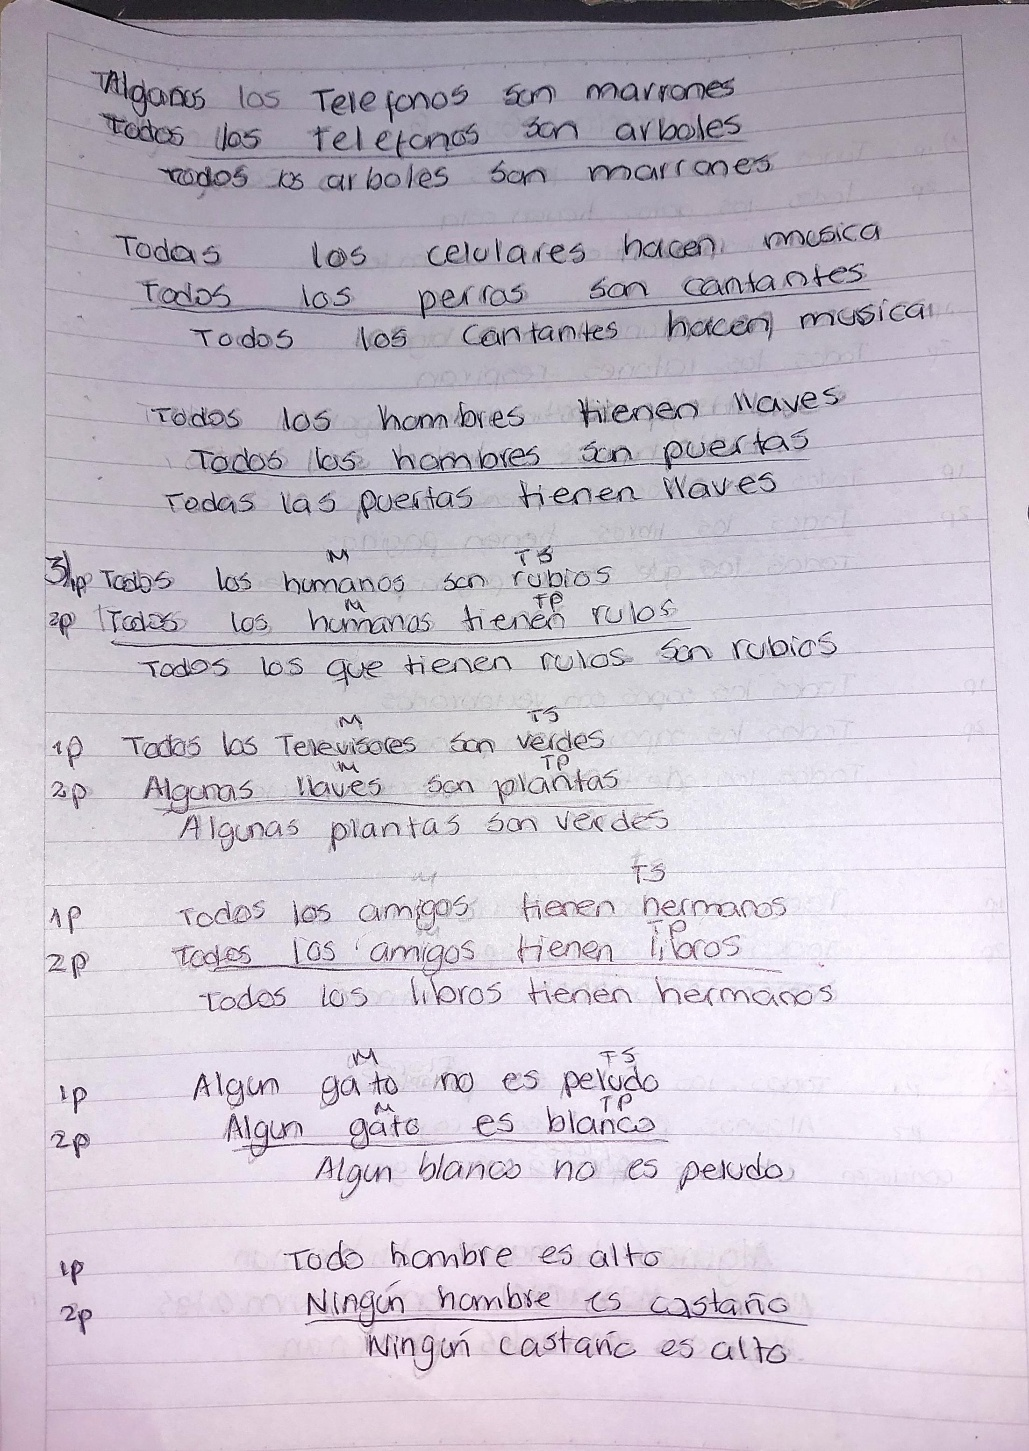 Algunos los Telefonos son marrones
Todos los telefonos son arboles
Todos los arboles son marrones
Todos los celulares hacen musica
Todos los perros son cantantes
Todos los Cantantes hacen musica
Todos los hombres tienen llaves
Todos los hombres son puertas
Todas las puertas tienen llaves
M TS
3) 1p Todos los humanos son rubios
M TP
2p Todos los humanos tienen rulos
Todos los que tienen rulos son rubios
M TS
1p Todos los Televisores son verdes
M TP
2p Algunas llaves son plantas
Algunas plantas son verdes
M TS
1p Todos los amigos tienen hermanos
TP
2p Todos los amigos tienen libros
Todos los libros tienen hermanos
M TS
1p Algun gato no es peludo
M TP
2p Algun gato es blanco
Algun blanco no es peludo
1p Todo hombre es alto
2p Ningún hombre es castaño
Ningún castaño es alto